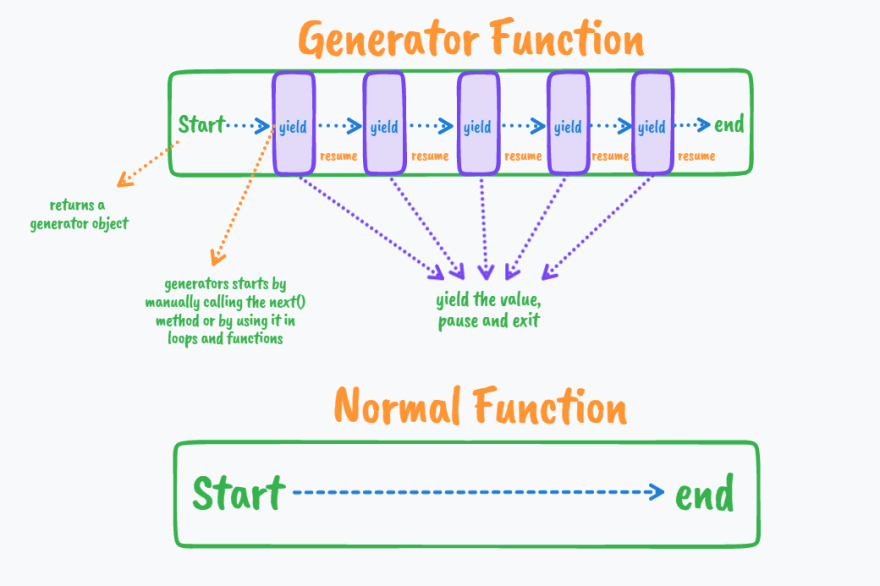 Generator Function
Start
yield
yield
yield
yield
yield
end
resume
resume
resume
resume
resume
returns a
generator object
generators starts by
manually calling the next()
method or by using it in
loops and functions
yield the value,
pause and exit
Normal Function
Start
end